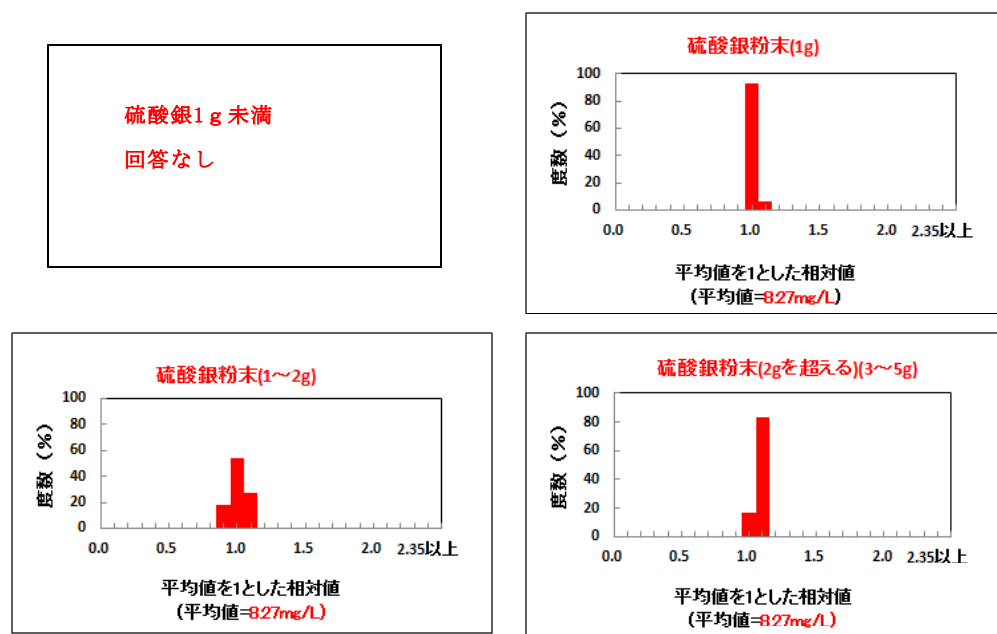 硫酸銀1ｇ未満
回答なし
硫酸銀粉末(1g)
度数（%）
100
80
60
40
20
0
0.0 0.5 1.0 1.5 2.0 2.35以上
平均値を1とした相対値
(平均値=8.27mg/L)
硫酸銀粉末(1～2g)
度数（%）
100
80
60
40
20
0
0.0 0.5 1.0 1.5 2.0 2.35以上
平均値を1とした相対値
(平均値=8.27mg/L)
硫酸銀粉末(2gを超える)(3～5g)
度数（%）
100
80
60
40
20
0
0.0 0.5 1.0 1.5 2.0 2.35以上
平均値を1とした相対値
(平均値=8.27mg/L)